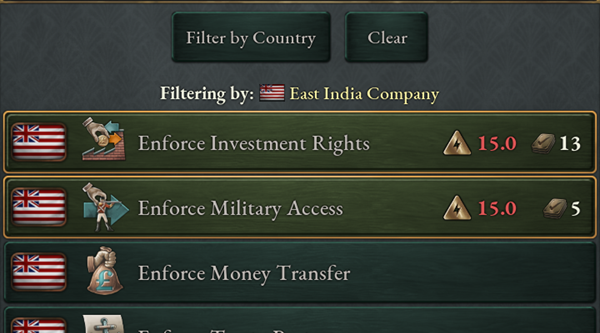 Filter by Country Clear
Filtering by: East India Company
Enforce Investment Rights 15.0 13
Enforce Military Access 15.0 5
Enforce Money Transfer